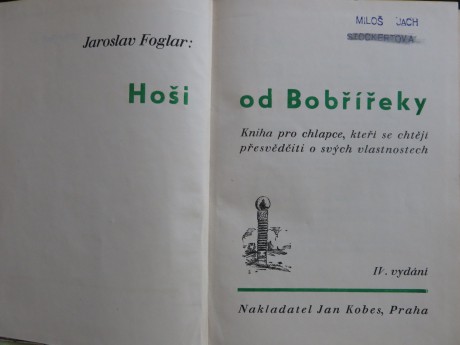 Jaroslav Foglar:
MILOŠ JACH
Hoši od Bobřířeky
Kniha pro chlapce, kteří se chtějí
přesvědčiti o svých vlastnostech
IV. vydání
Nakladatel Jan Kobes, Praha